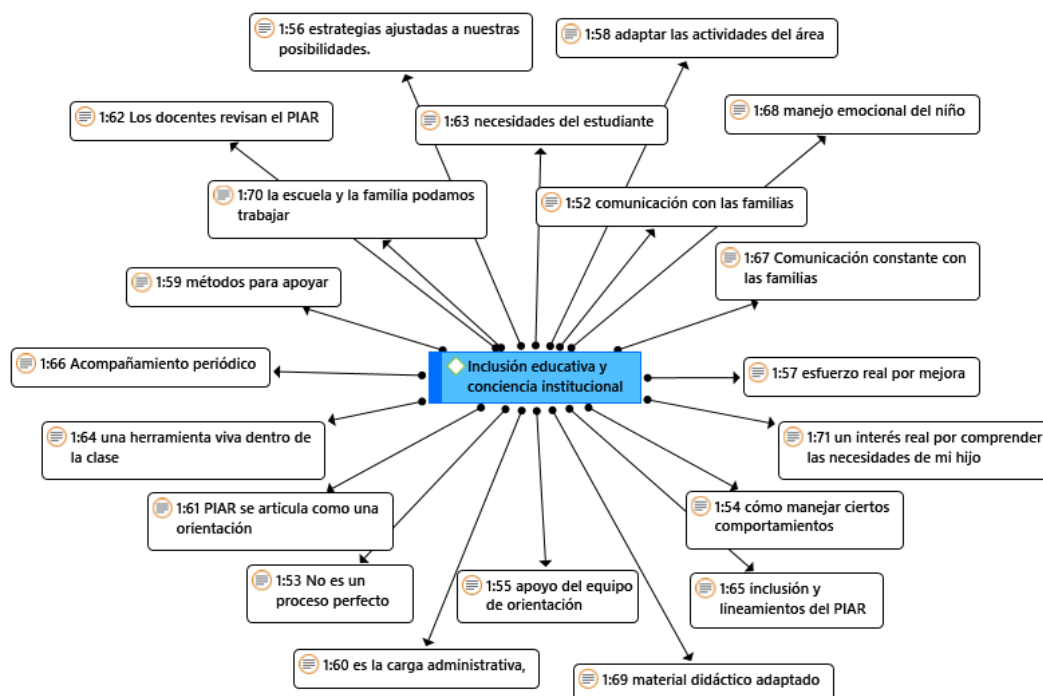 1:56 estrategias ajustadas a nuestras
posibilidades.
1:58 adaptar las actividades del área
1:62 Los docentes revisan el PIAR
1:63 necesidades del estudiante
1:68 manejo emocional del niño
1:70 la escuela y la familia podamos
trabajar
1:52 comunicación con las familias
1:67 Comunicación constante con
las familias
1:59 métodos para apoyar
1:66 Acompañamiento periódico
Inclusión educativa y
conciencia institucional
1:57 esfuerzo real por mejora
1:64 una herramienta viva dentro de
la clase
1:71 un interés real por comprender
las necesidades de mi hijo
1:61 PIAR se articula como una
orientación
1:54 cómo manejar ciertos
comportamientos
1:53 No es un
proceso perfecto
1:55 apoyo del equipo
de orientación
1:65 inclusión y
lineamientos del PIAR
1:60 es la carga administrativa,
1:69 material didáctico adaptado